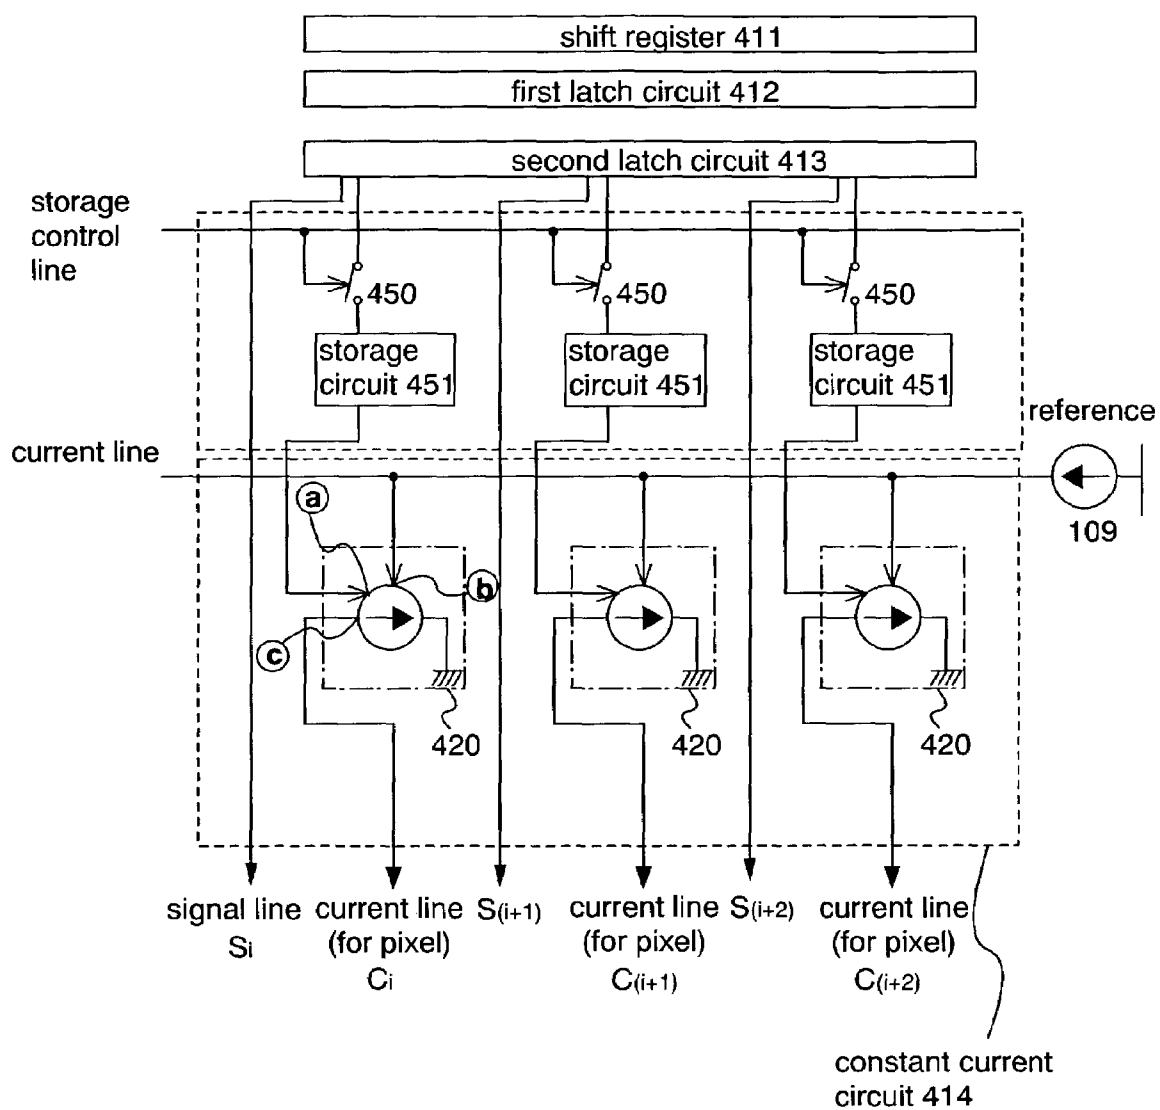 shift register 411
first latch circuit 412
second latch circuit 413
storage
control
line
450
450
450
storage
circuit 451
storage
circuit 451
storage
circuit 451
reference
current line
109
a
b
c
420
420
420
signal line
Si
current line
(for pixel)
Ci
S(i+1)
current line
(for pixel)
C(i+1)
S(i+2)
current line
(for pixel)
C(i+2)
constant current
circuit 414